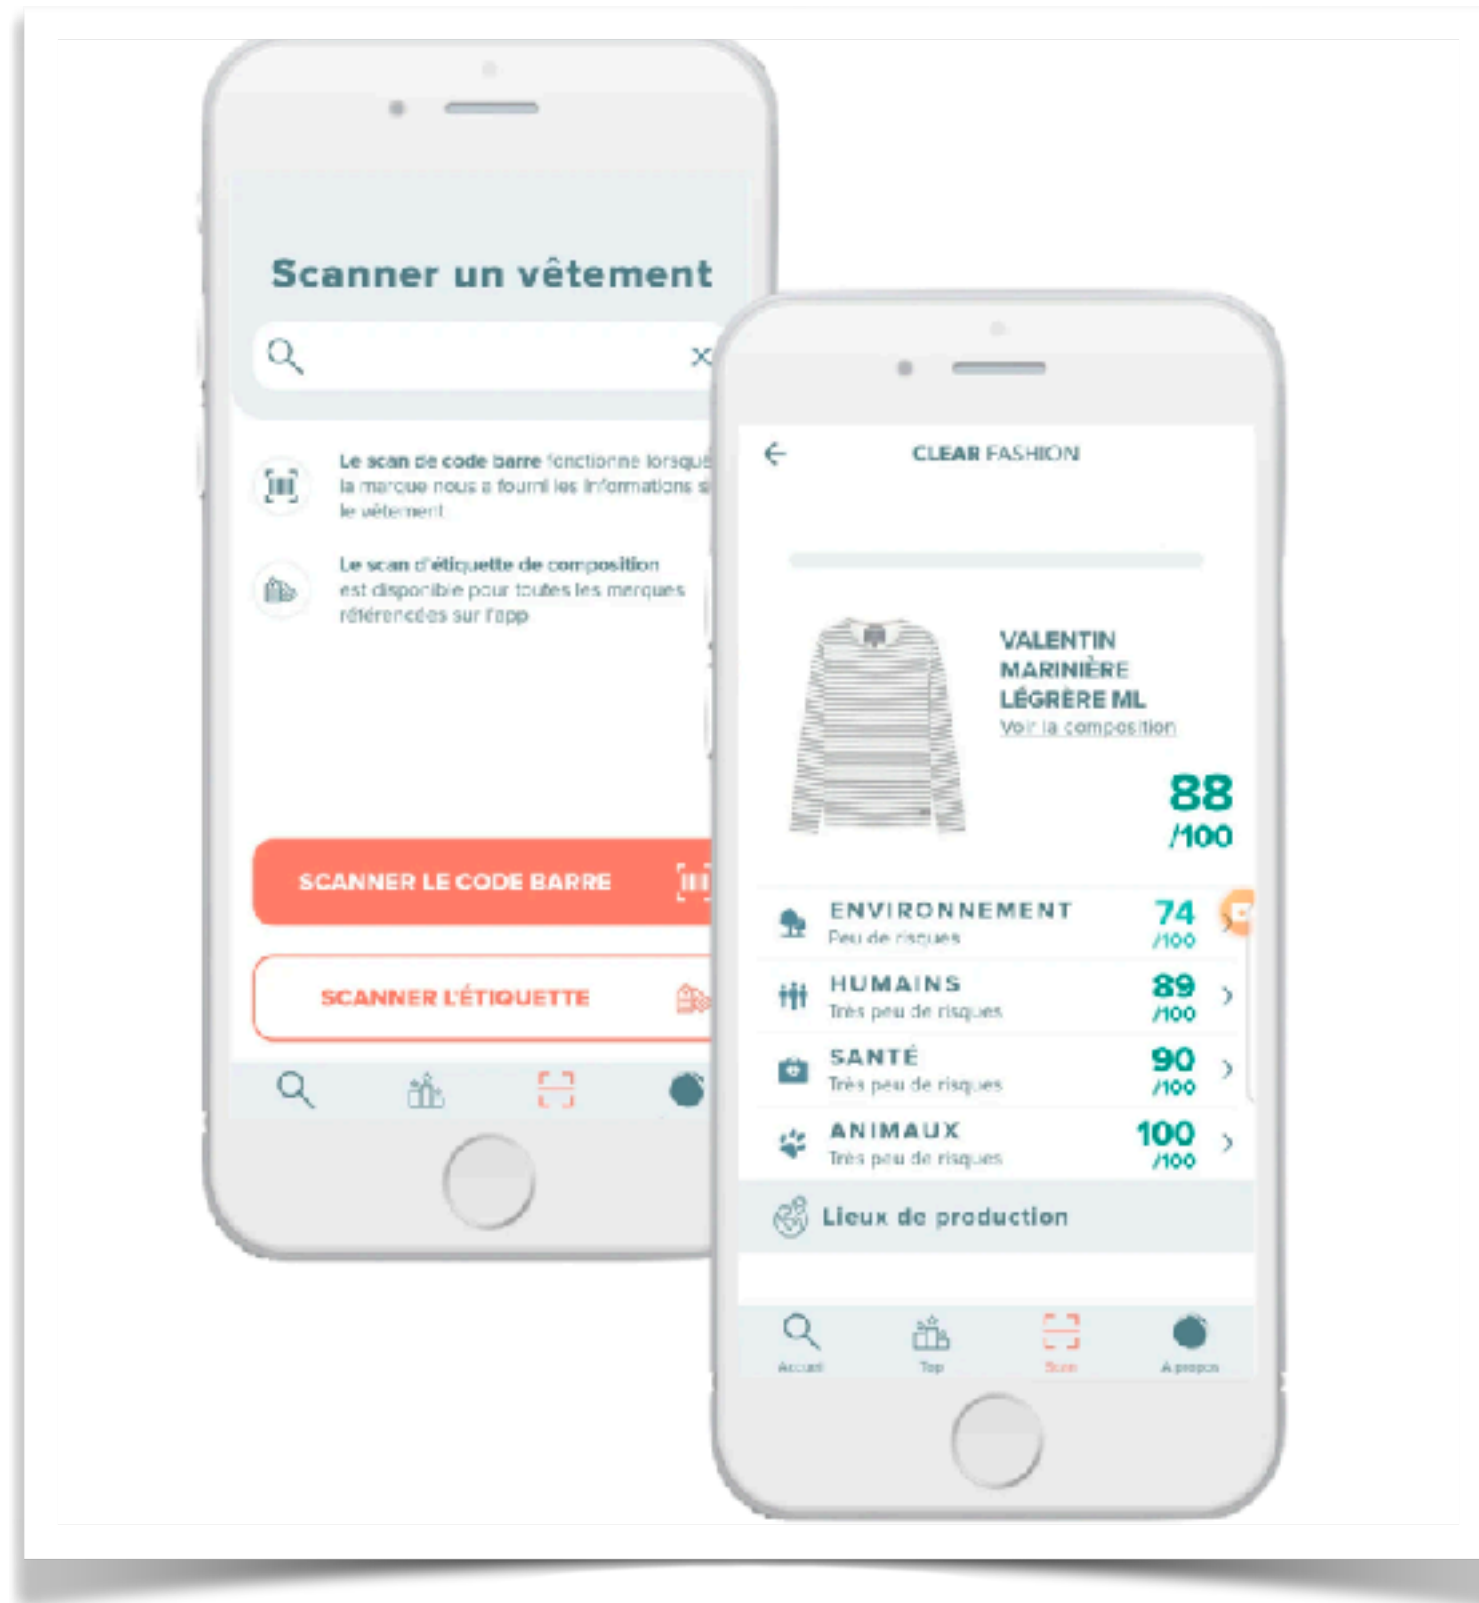 Scanner un vêtement
Le scan de code barre fonctionne lorsque
la marque nous a fourni les informations s
le vêtement.
Le scan d'étiquette de composition
est disponible pour toutes les marques
référencées sur l'app
SCANNER LE CODE BARRE
SCANNER L'ÉTIQUETTE
CLEAR FASHION
VALENTIN
MARINIÈRE
LÉGRÈRE ML
Voir la composition
88
/100
ENVIRONNEMENT
Peu de risques
74
/100
HUMAINS
Très peu de risques
89
/100
SANTÉ
Très peu de risques
90
/100
ANIMAUX
Très peu de risques
100
/100
Lieux de production
Accueil
Top
Scan
A propos